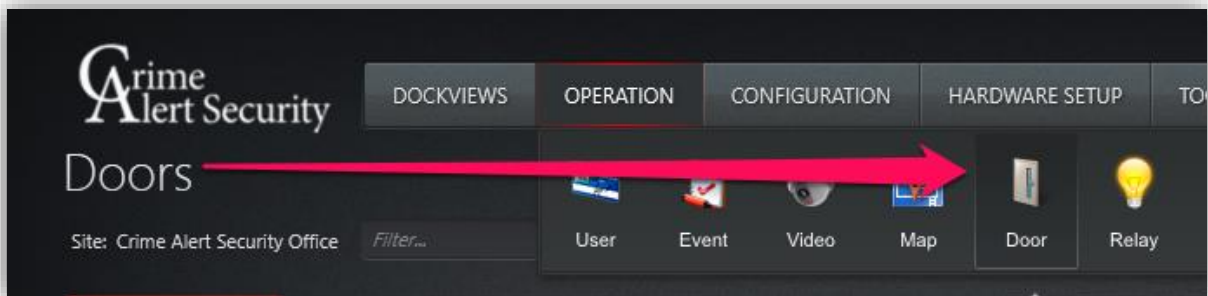 Crime
Alert Security
DOCKVIEWS OPERATION CONFIGURATION HARDWARE SETUP
Doors
Site: Crime Alert Security Office Filter...
User Event Video Map Door Relay